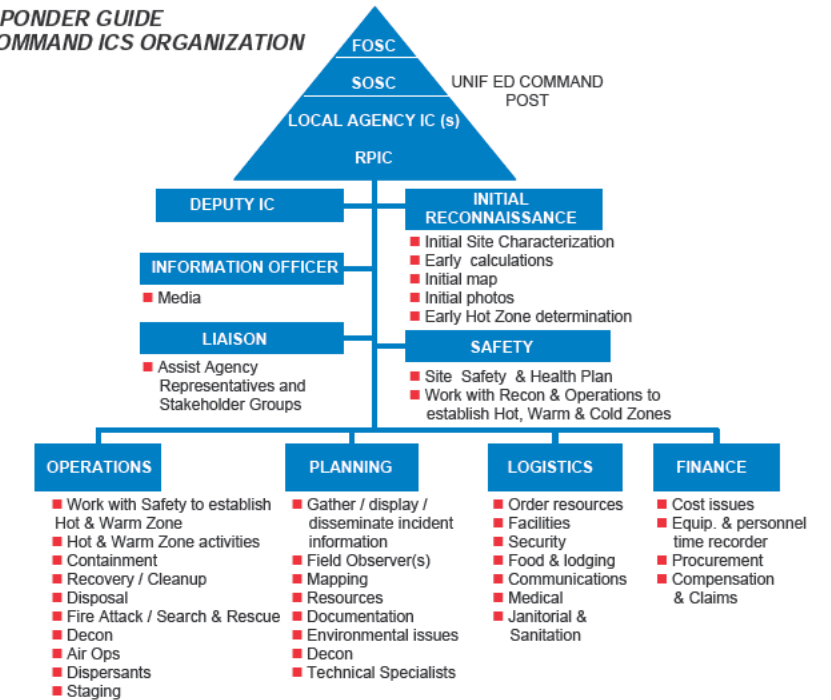 PONDER GUIDE
OMMAND ICS ORGANIZATION
FOSC
SOSC
LOCAL AGENCY IC (s)
RPIC
UNIF ED COMMAND
POST
DEPUTY IC
INITIAL
RECONNAISSANCE
Initial Site Characterization
Early calculations
Initial map
Initial photos
Early Hot Zone determination
INFORMATION OFFICER
Media
LIAISON
Assist Agency
Representatives and
Stakeholder Groups
SAFETY
Site Safety & Health Plan
Work with Recon & Operations to
establish Hot, Warm & Cold Zones
OPERATIONS
Work with Safety to establish
Hot & Warm Zone
Hot & Warm Zone activities
Containment
Recovery / Cleanup
Disposal
Fire Attack / Search & Rescue
Decon
Air Ops
Dispersants
Staging
PLANNING
Gather / display /
disseminate incident
information
Field Observer(s)
Mapping
Resources
Documentation
Environmental issues
Decon
Technical Specialists
LOGISTICS
Order resources
Facilities
Security
Food & lodging
Communications
Medical
Janitorial &
Sanitation
FINANCE
Cost issues
Equip. & personnel
time recorder
Procurement
Compensation
& Claims